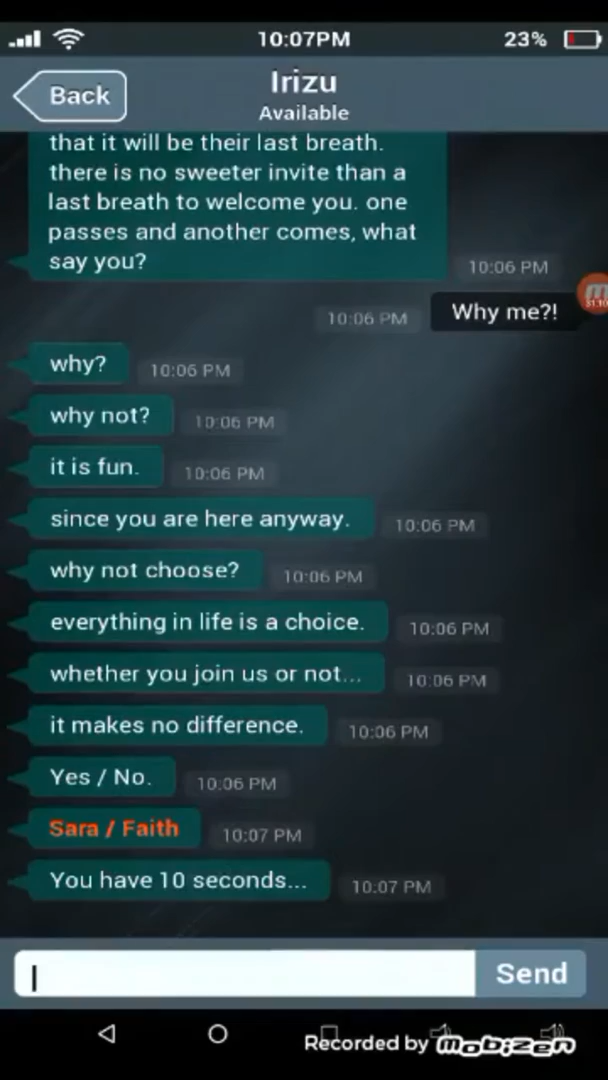 10:07PM
23%
Back
Irizu
Available
that it will be their last breath.
there is no sweeter invite than a
last breath to welcome you. one
passes and another comes, what
say you?
10:06 PM
10:06 PM
Why me?!
31:10
why?
10:06 PM
why not?
10:06 PM
it is fun.
10:06 PM
since you are here anyway.
10:06 PM
why not choose?
10:06 PM
everything in life is a choice.
10:06 PM
whether you join us or not...
10:06 PM
it makes no difference.
10:06 PM
Yes / No.
10:06 PM
Sara / Faith
10:07 PM
You have 10 seconds...
10:07 PM
Send
Recorded by mobizen